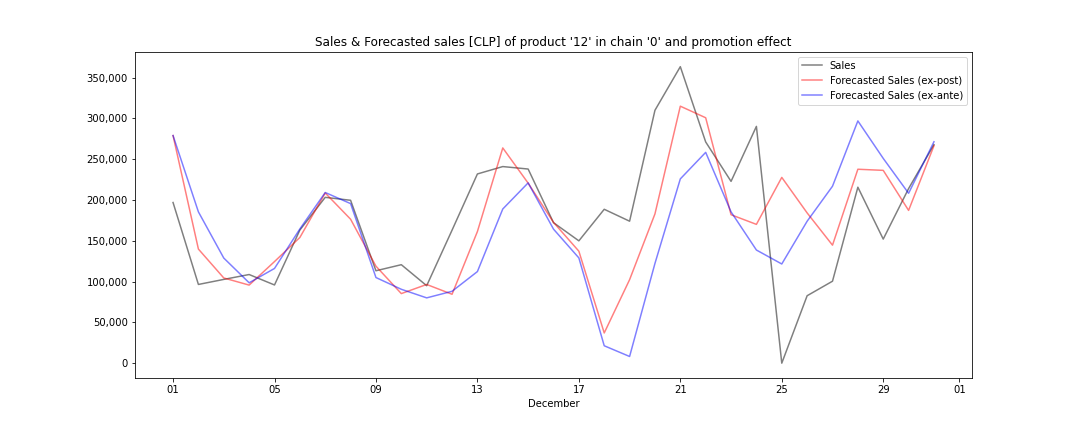 Sales & Forecasted sales [CLP] of product '12' in chain '0' and promotion effect
Sales
Forecasted Sales (ex-post)
Forecasted Sales (ex-ante)
350,000
300,000
250,000
200,000
150,000
100,000
50,000
0
01 05 09 13 17 21 25 29 01
December